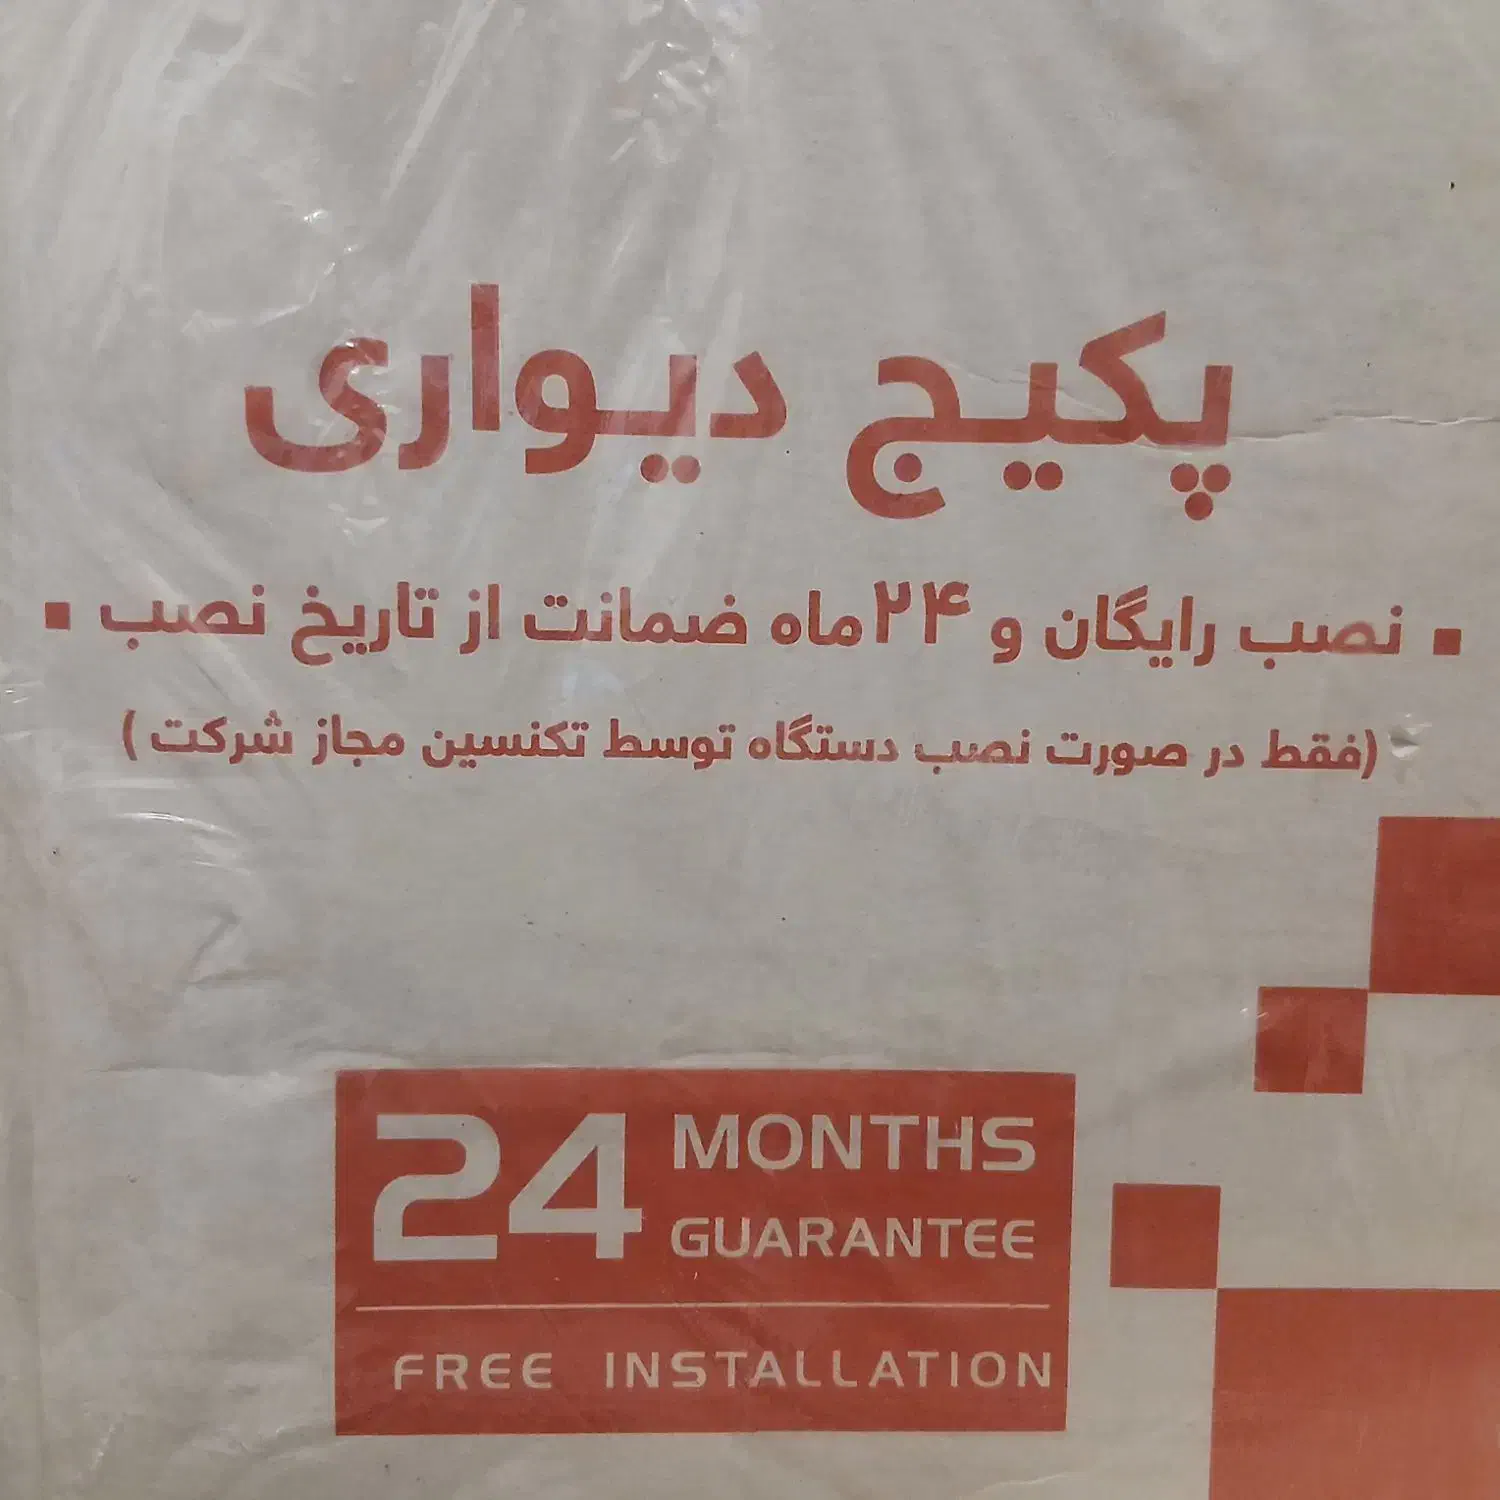 پکیج دیواری
▪ نصب رایگان و ۲۴ ماه ضمانت از تاریخ نصب ▪
(فقط در صورت نصب دستگاه توسط تکنسین مجاز شرکت )
24 MONTHS
GUARANTEE
FREE INSTALLATION